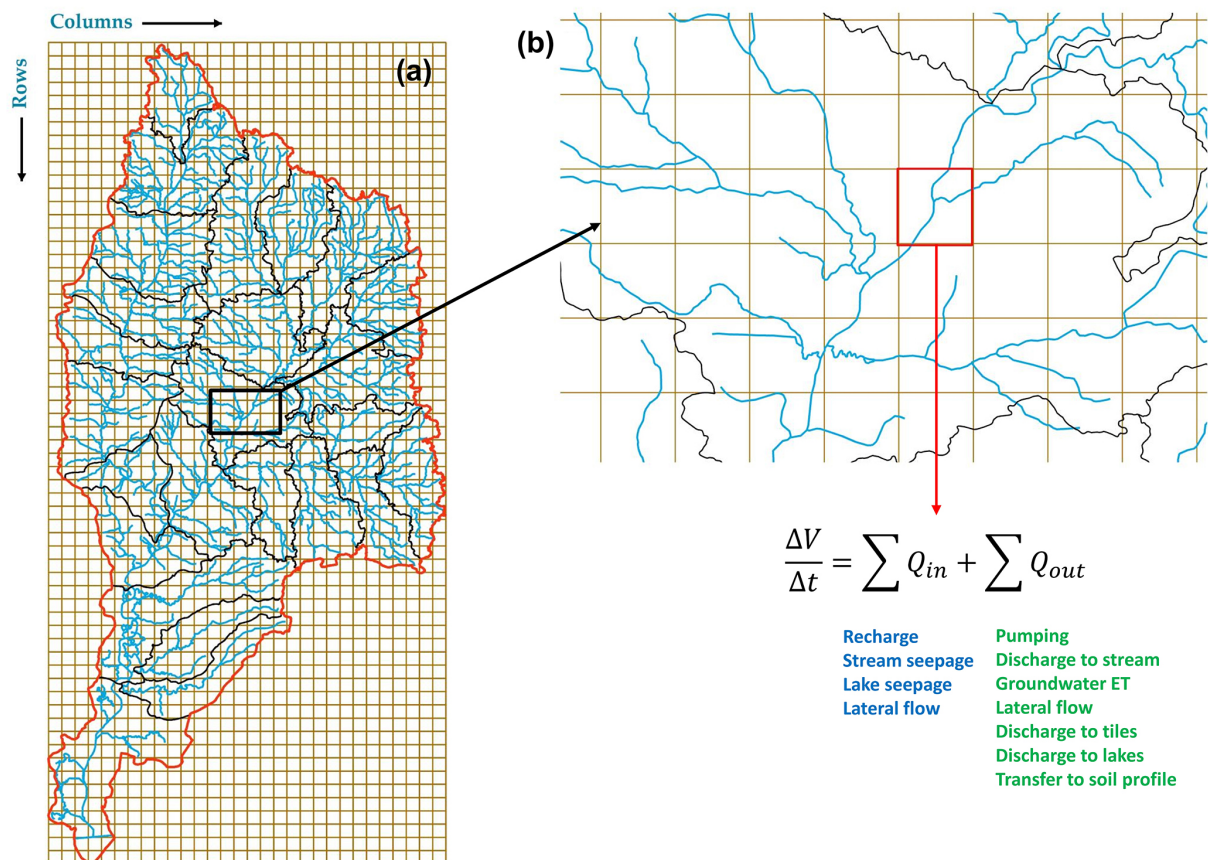 Columns
Rows
(a)
(b)
ΔV/Δt = ∑ Q_in + ∑ Q_out
Recharge
Stream seepage
Lake seepage
Lateral flow
Pumping
Discharge to stream
Groundwater ET
Lateral flow
Discharge to tiles
Discharge to lakes
Transfer to soil profile